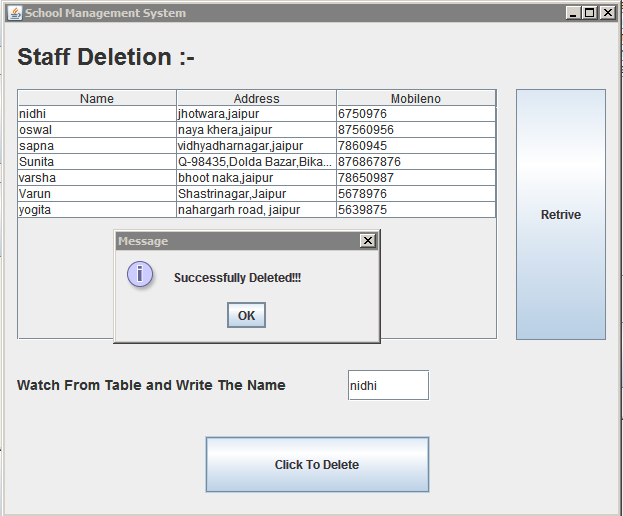 School Management System
Staff Deletion :-
Name Address Mobileno
nidhi jhotwara,jaipur 6750976
oswal naya khera,jaipur 87560956
sapna vidhyadharnagar,jaipur 7860945
Sunita Q-98435,Dolda Bazar,Bika... 876867876
varsha bhoot naka,jaipur 78650987
Varun Shastrinagar,Jaipur 5678976
yogita nahargarh road, jaipur 5639875
Retrive
Message
Successfully Deleted!!!
OK
Watch From Table and Write The Name nidhi
Click To Delete